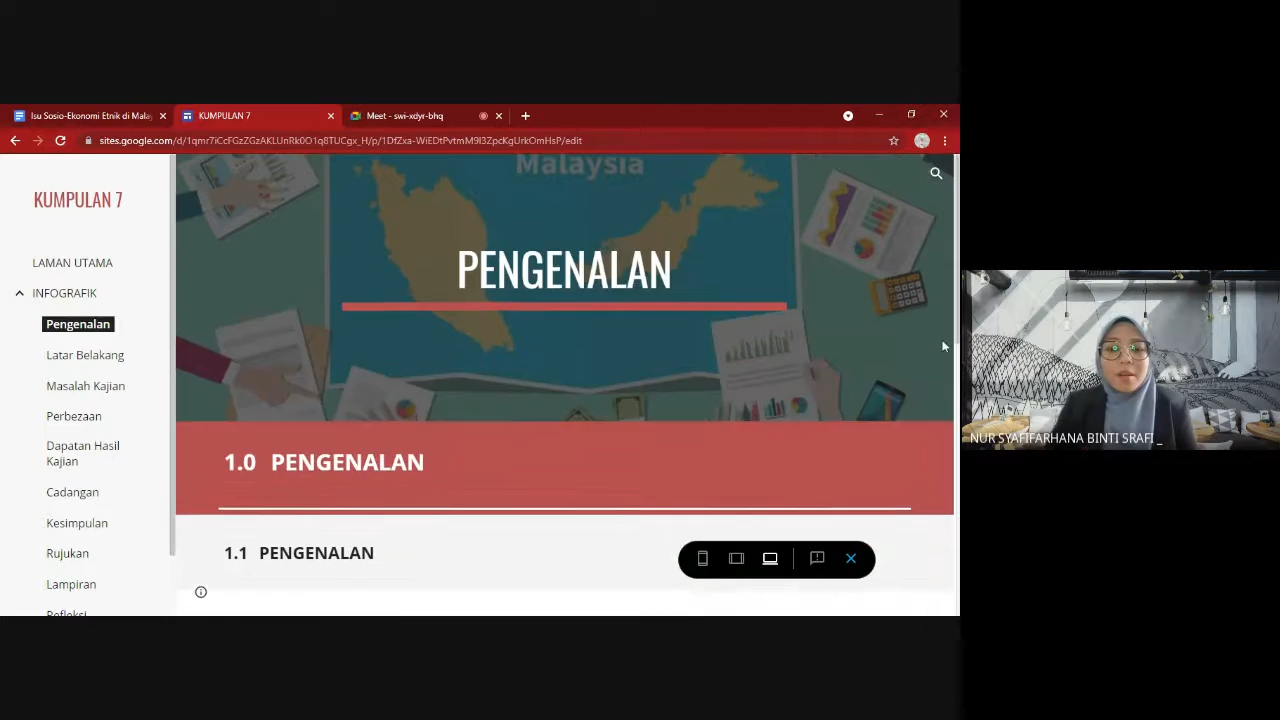 Isu Sosio-Ekonomi Etnik di Malay
KUMPULAN 7
Meet - swi-xdyr-bhq
sites.google.com/d/1qmr7iCcFGzZGzAKLUnRk0O1q8TUCgx_H/p/1DfZxa-WiEDtPvtmM9l3ZpcKgUrkOmHsP/edit
KUMPULAN 7
LAMAN UTAMA
INFOGRAFIK
Pengenalan
Latar Belakang
Masalah Kajian
Perbezaan
Dapatan Hasil
Kajian
Cadangan
Kesimpulan
Rujukan
Lampiran
Refleksi
Malaysia
PENGENALAN
1.0 PENGENALAN
1.1 PENGENALAN
NUR SYAFIFARHANA BINTI SRAFI _